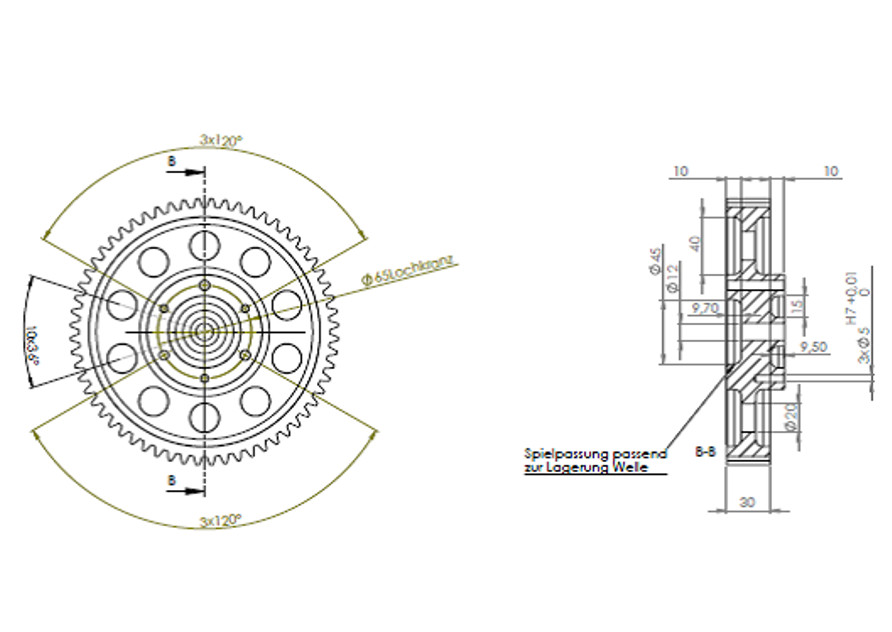 3x120°
B
Φ65Lochkranz
10x36°
B
3x120°
10
10
Φ45
Φ12
40
9,70
15
H7 +0,01
0
3xΦ5
9,50
Φ20
Spielpassung passend
zur Lagerung Welle
B-B
30